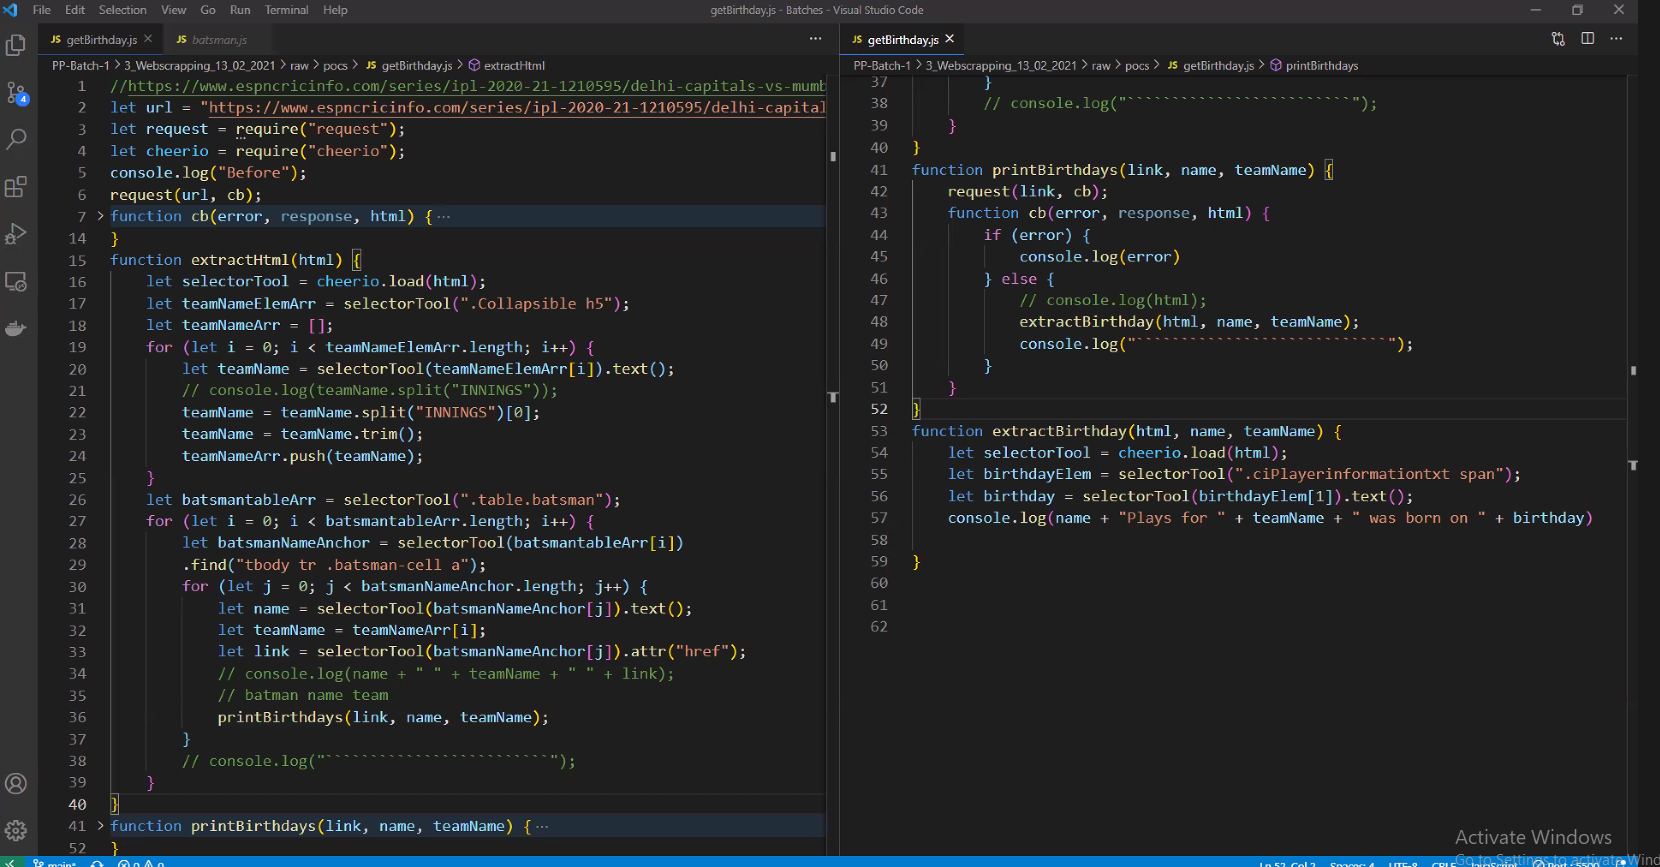 File Edit Selection View Go Run Terminal Help
getBirthday.js - Batches - Visual Studio Code
JS getBirthday.js
JS batsman.js
PP-Batch-1 > 3_Webscrapping_13_02_2021 > raw > pocs > JS getBirthday.js > extractHtml
1 //https://www.espncricinfo.com/series/ipl-2020-21-1210595/delhi-capitals-vs-mumb
2 let url = "https://www.espncricinfo.com/series/ipl-2020-21-1210595/delhi-capital
3 let request = require("request");
4 let cheerio = require("cheerio");
5 console.log("Before");
6 request(url, cb);
7 > function cb(error, response, html) { ...
14 }
15 function extractHtml(html) {
16 let selectorTool = cheerio.load(html);
17 let teamNameElemArr = selectorTool(".Collapsible h5");
18 let teamNameArr = [];
19 for (let i = 0; i < teamNameElemArr.length; i++) {
20 let teamName = selectorTool(teamNameElemArr[i]).text();
21 // console.log(teamName.split("INNINGS"));
22 teamName = teamName.split("INNINGS")[0];
23 teamName = teamName.trim();
24 teamNameArr.push(teamName);
25 }
26 let batsmantableArr = selectorTool(".table.batsman");
27 for (let i = 0; i < batsmantableArr.length; i++) {
28 let batsmanNameAnchor = selectorTool(batsmantableArr[i])
29 .find("tbody tr .batsman-cell a");
30 for (let j = 0; j < batsmanNameAnchor.length; j++) {
31 let name = selectorTool(batsmanNameAnchor[j]).text();
32 let teamName = teamNameArr[i];
33 let link = selectorTool(batsmanNameAnchor[j]).attr("href");
34 // console.log(name + " " + teamName + " " + link);
35 // batman name team
36 printBirthdays(link, name, teamName);
37 }
38 // console.log("`````````````````````````");
39 }
40 }
41 > function printBirthdays(link, name, teamName) { ...
52 }
JS getBirthday.js
PP-Batch-1 > 3_Webscrapping_13_02_2021 > raw > pocs > JS getBirthday.js > printBirthdays
37 }
38 // console.log("`````````````````````````");
39 }
40 }
41 function printBirthdays(link, name, teamName) {
42 request(link, cb);
43 function cb(error, response, html) {
44 if (error) {
45 console.log(error)
46 } else {
47 // console.log(html);
48 extractBirthday(html, name, teamName);
49 console.log("````````````````````````````");
50 }
51 }
52 }
53 function extractBirthday(html, name, teamName) {
54 let selectorTool = cheerio.load(html);
55 let birthdayElem = selectorTool(".ciPlayerinformationtxt span");
56 let birthday = selectorTool(birthdayElem[1]).text();
57 console.log(name + "Plays for " + teamName + " was born on " + birthday)
58
59 }
60
61
62
4
Activate Windows
Go to Settings to activate Wind
main* 0 0 Ln 52, Col 2 Spaces: 4 UTF-8 CRLF JavaScript Port : 5500